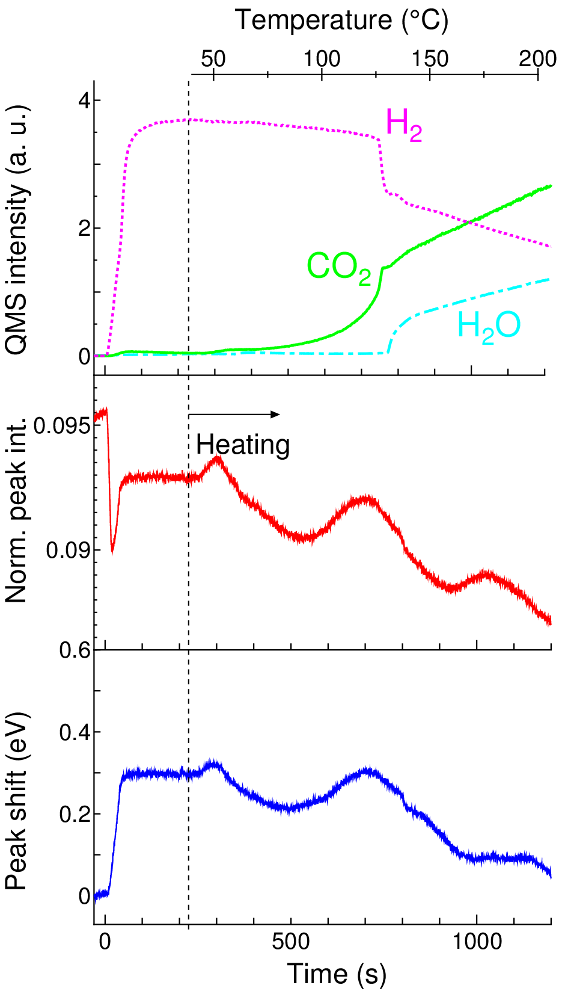 Temperature (°C)
50 100 150 200
QMS intensity (a. u.)
4
2
0
H2
CO2
H2O
Norm. peak int.
0.095
0.09
Heating
Peak shift (eV)
0.6
0.4
0.2
0
0 500 1000
Time (s)